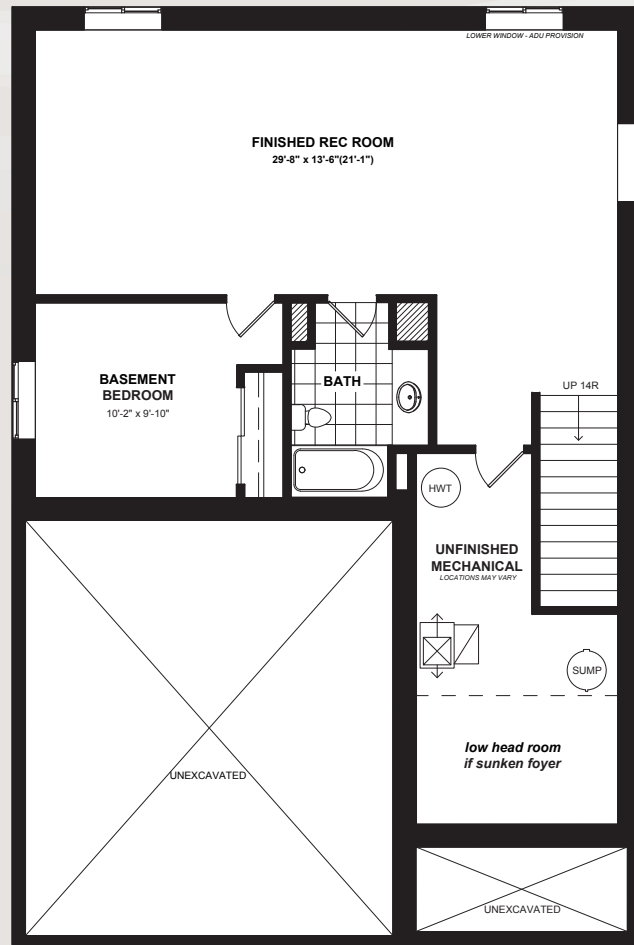 LOWER WINDOW - ADU PROVISION
FINISHED REC ROOM
29'-8" x 13'-6"(21'-1")
BASEMENT
BEDROOM
10'-2" x 9'-10"
BATH
UP 14R
HWT
UNFINISHED
MECHANICAL
LOCATIONS MAY VARY
SUMP
low head room
if sunken foyer
UNEXCAVATED
UNEXCAVATED